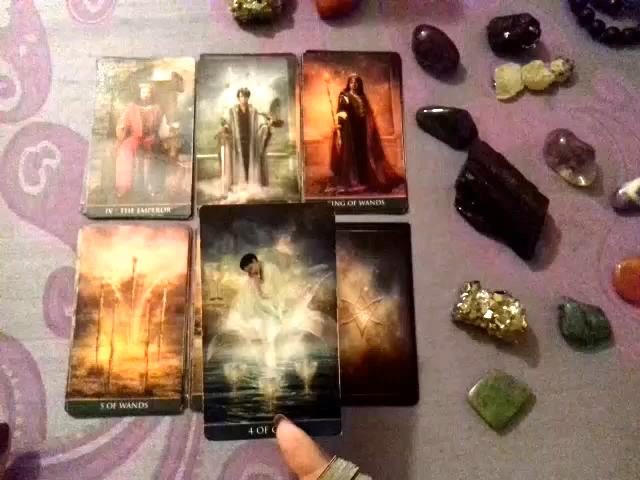 IV · THE EMPEROR
KING OF WANDS
5 OF WANDS
4 OF C